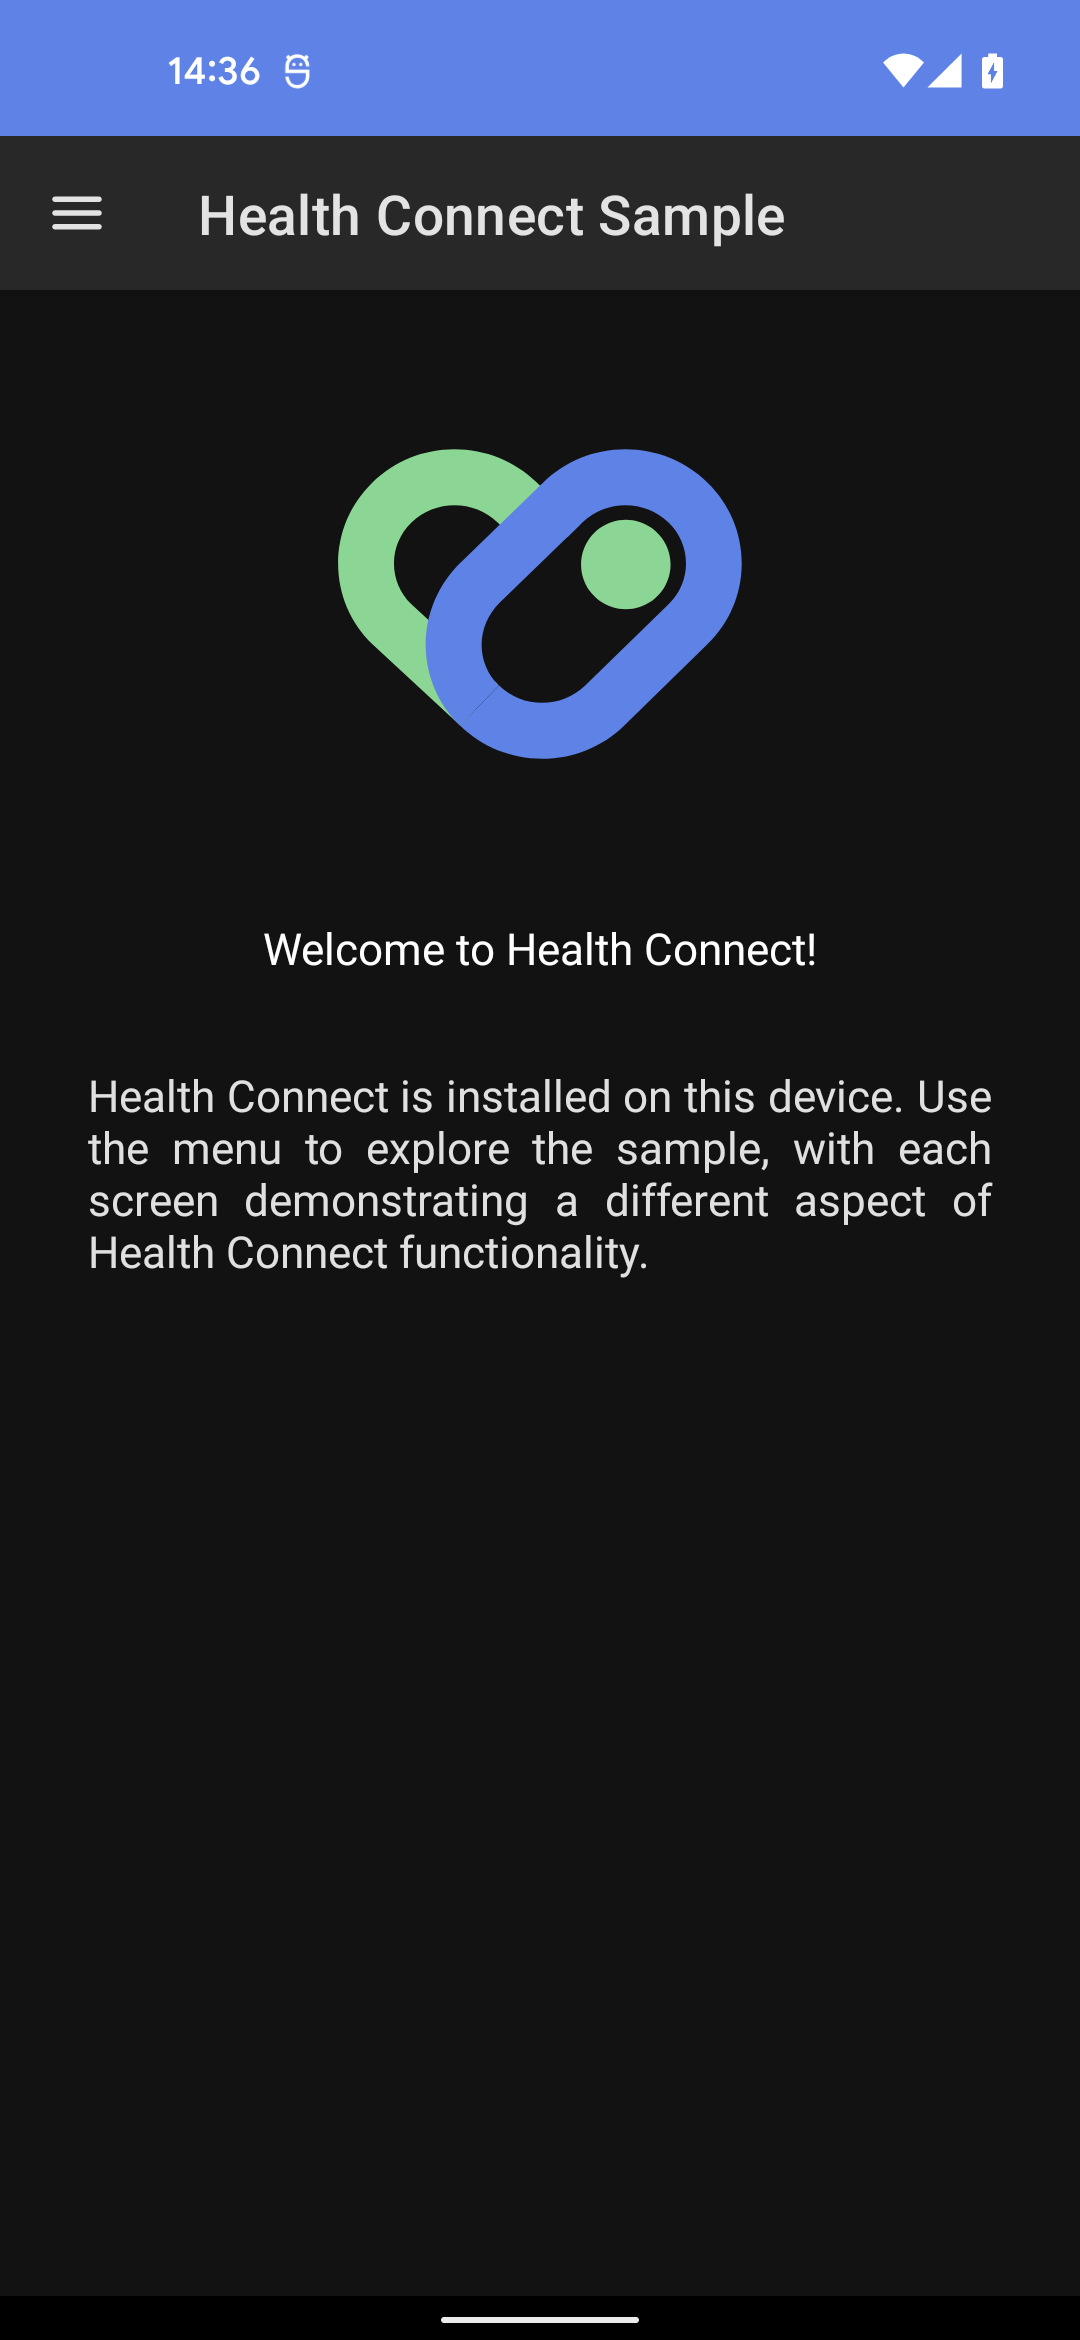 14:36
Health Connect Sample
Welcome to Health Connect!
Health Connect is installed on this device. Use
the menu to explore the sample, with each
screen demonstrating a different aspect of
Health Connect functionality.